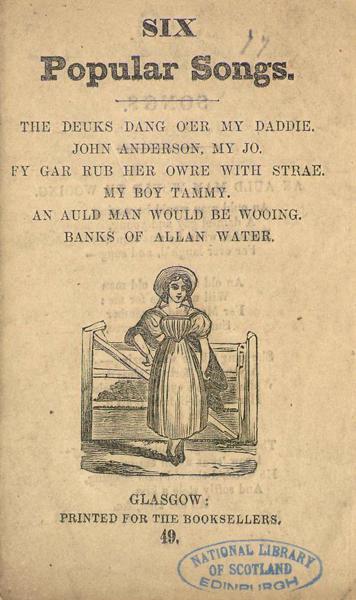 SIX
17
Popular Songs.
THE DEUKS DANG O'ER MY DADDIE.
JOHN ANDERSON, MY JO.
FY GAR RUB HER OWRE WITH STRAE.
MY BOY TAMMY.
AN AULD MAN WOULD BE WOOING.
BANKS OF ALLAN WATER.
GLASGOW:
PRINTED FOR THE BOOKSELLERS.
49.
NATIONAL LIBRARY
OF SCOTLAND
EDINBURGH